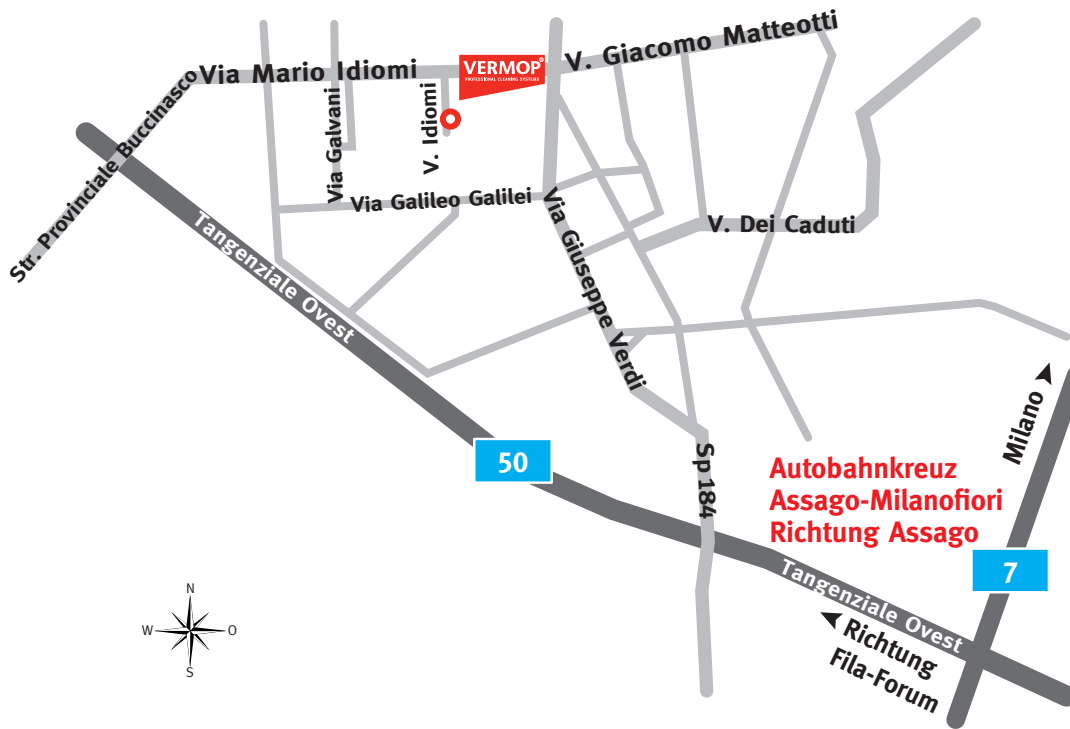 V. Giacomo Matteotti
Via Mario Idiomi
VERMOP®
PROFESSIONAL CLEANING SYSTEMS
Str. Provinciale Buccinasco
Via Galvani
V. Idiomi
Via Galileo Galilei
V. Dei Caduti
Tangenziale Ovest
Via Giuseppe Verdi
Milano
50
Sp184
Autobahnkreuz
Assago-Milanofiori
Richtung Assago
7
Tangenziale Ovest
N
W
O
S
Richtung
Fila-Forum